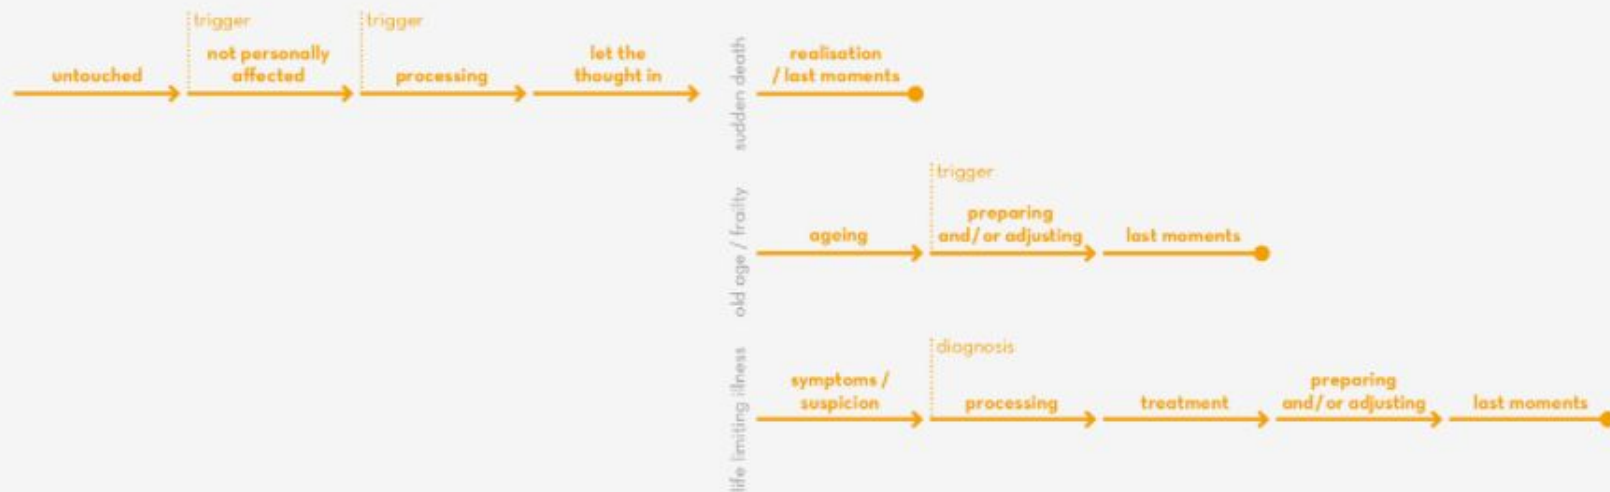 trigger
trigger
not personally
affected
let the
thought in
untouched
processing
sudden death
realisation
/ last moments
old age / frailty
trigger
ageing
preparing
and/or adjusting
last moments
life limiting illness
diagnosis
symptoms /
suspicion
processing
treatment
preparing
and/or adjusting
last moments